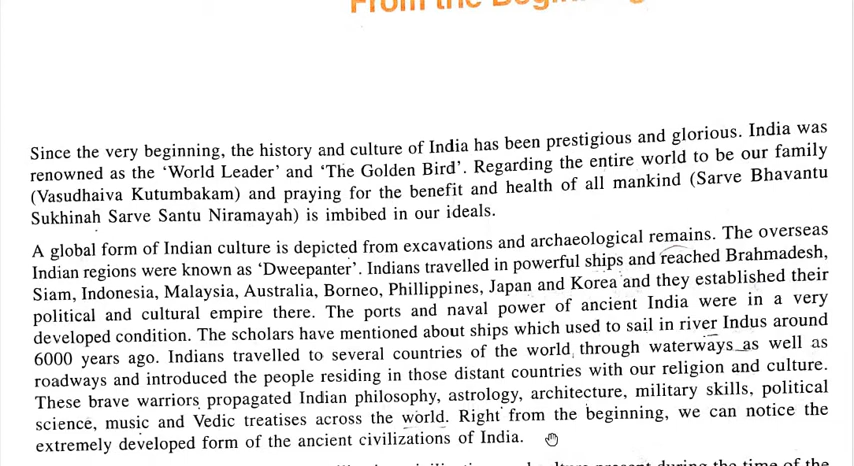 From the Beginning
Since the very beginning, the history and culture of India has been prestigious and glorious. India was
renowned as the 'World Leader' and 'The Golden Bird'. Regarding the entire world to be our family
(Vasudhaiva Kutumbakam) and praying for the benefit and health of all mankind (Sarve Bhavantu
Sukhinah Sarve Santu Niramayah) is imbibed in our ideals.
A global form of Indian culture is depicted from excavations and archaeological remains. The overseas
Indian regions were known as 'Dweepanter'. Indians travelled in powerful ships and reached Brahmadesh,
Siam, Indonesia, Malaysia, Australia, Borneo, Phillippines, Japan and Korea and they established their
political and cultural empire there. The ports and naval power of ancient India were in a very
developed condition. The scholars have mentioned about ships which used to sail in river Indus around
6000 years ago. Indians travelled to several countries of the world through waterways as well as
roadways and introduced the people residing in those distant countries with our religion and culture.
These brave warriors propagated Indian philosophy, astrology, architecture, military skills, political
science, music and Vedic treatises across the world. Right from the beginning, we can notice the
extremely developed form of the ancient civilizations of India.
during the time of the